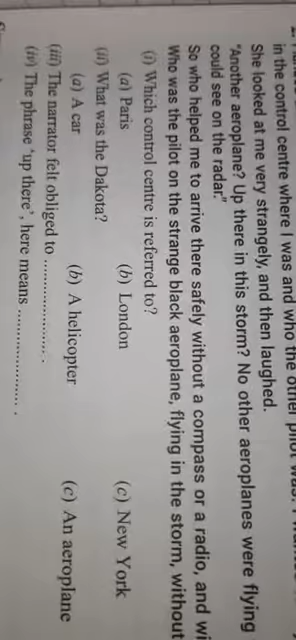 in the control centre where I was and who the other pilot was.
She looked at me very strangely, and then laughed.
"Another aeroplane? Up there in this storm? No other aeroplanes were flying
could see on the radar."
So who helped me to arrive there safely without a compass or a radio, and
Who was the pilot on the strange black aeroplane, flying in the storm, without
(i) Which control centre is referred to?
(a) Paris (b) London (c) New York
(ii) What was the Dakota?
(a) A car (b) A helicopter (c) An aeroplane
(iii) The narrator felt obliged to ....................
(iv) The phrase 'up there', here means ....................